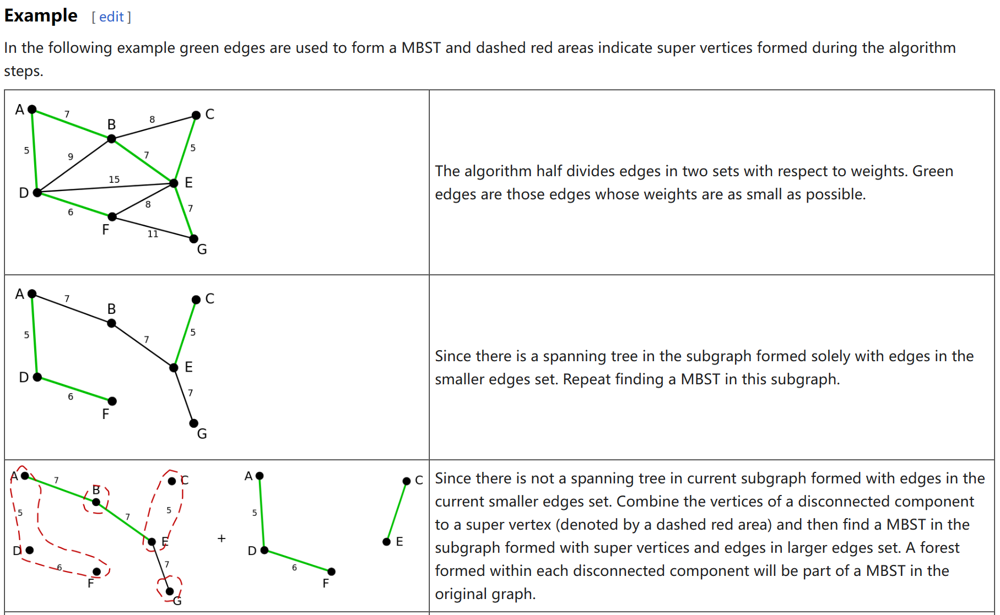 Example [ edit ]
In the following example green edges are used to form a MBST and dashed red areas indicate super vertices formed during the algorithm
steps.
A
7
B
8
C
5
9
7
5
15
E
D
6
8
7
F
11
G
The algorithm half divides edges in two sets with respect to weights. Green
edges are those edges whose weights are as small as possible.
A
7
B
C
5
7
5
E
D
6
7
F
G
Since there is a spanning tree in the subgraph formed solely with edges in the
smaller edges set. Repeat finding a MBST in this subgraph.
A
7
B
C
5
7
5
E
D
6
7
F
G
+
A
C
5
E
D
6
F
Since there is not a spanning tree in current subgraph formed with edges in the
current smaller edges set. Combine the vertices of a disconnected component
to a super vertex (denoted by a dashed red area) and then find a MBST in the
subgraph formed with super vertices and edges in larger edges set. A forest
formed within each disconnected component will be part of a MBST in the
original graph.